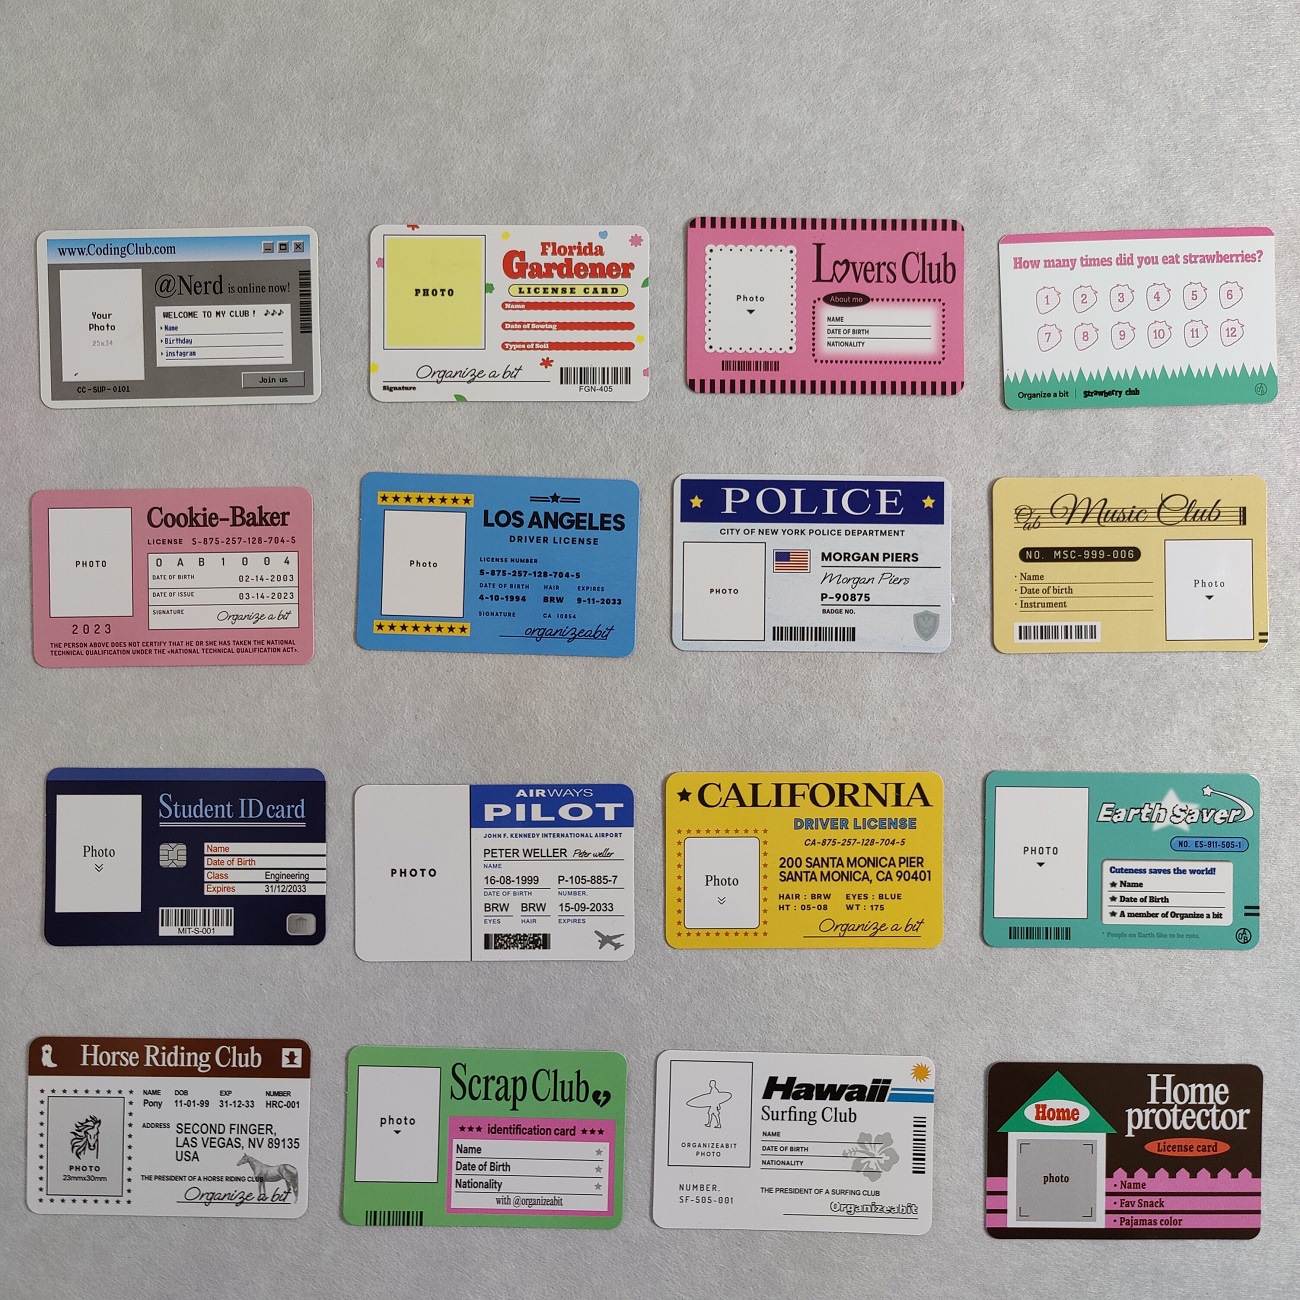 www.CodingClub.com
@Nerd is online now!
Your
Photo
25x34
WELCOME TO MY CLUB ! ♪♪♪
Name
Birthday
instagram
CC-SUP-0101
Join us
Florida
Gardener
LICENSE CARD
PHOTO
Name
Date of Sowing
Types of Soil
Organize a bit
Signature
FGN-405
Lovers Club
Photo
About me
NAME
DATE OF BIRTH
NATIONALITY
How many times did you eat strawberries?
1 2 3 4 5 6
7 8 9 10 11 12
Organize a bit | Strawberry club
Cookie-Baker
LICENSE S-875-257-128-704-5
PHOTO
O A B 1 0 0 4
DATE OF BIRTH 02-14-2003
DATE OF ISSUE 03-14-2023
SIGNATURE Organize a bit
2023
THE PERSON ABOVE DOES NOT CERTIFY THAT HE OR SHE HAS TAKEN THE NATIONAL
TECHNICAL QUALIFICATION UNDER THE <NATIONAL TECHNICAL QUALIFICATION ACT>.
LOS ANGELES
DRIVER LICENSE
Photo
LICENSE NUMBER
S-875-257-128-704-5
DATE OF BIRTH HAIR EXPIRES
4-10-1994 BRW 9-11-2033
SIGNATURE CA 10854
organizeabit
POLICE
CITY OF NEW YORK POLICE DEPARTMENT
PHOTO
MORGAN PIERS
Morgan Piers
P-90875
BADGE NO.
Oab Music Club
NO. MSC-999-006
· Name
· Date of birth
· Instrument
Photo
Student ID card
Photo
Name
Date of Birth
Class Engineering
Expires 31/12/2033
MIT-S-001
PHOTO
AIRWAYS
PILOT
JOHN F. KENNEDY INTERNATIONAL AIRPORT
PETER WELLER Peter weller
NAME
16-08-1999 P-105-885-7
DATE OF BIRTH NUMBER.
BRW BRW 15-09-2033
EYES HAIR EXPIRES
CALIFORNIA
DRIVER LICENSE
CA-875-257-128-704-5
Photo
200 SANTA MONICA PIER
SANTA MONICA, CA 90401
HAIR : BRW EYES : BLUE
HT : 05-08 WT : 175
Organize a bit
Earth Saver
NO. ES-911-505-1
PHOTO
Cuteness saves the world!
★ Name
★ Date of Birth
★ A member of Organize a bit
* People on Earth like to be cute.
Horse Riding Club
NAME DOB EXP NUMBER
Pony 11-01-99 31-12-33 HRC-001
ADDRESS SECOND FINGER,
LAS VEGAS, NV 89135
USA
PHOTO
23mmx30mm
THE PRESIDENT OF A HORSE RIDING CLUB
Organize a bit
Scrap Club
photo
★★★ identification card ★★★
Name
Date of Birth
Nationality
with @organizeabit
Hawaii
Surfing Club
ORGANIZEABIT
PHOTO
NAME
DATE OF BIRTH
NATIONALITY
NUMBER.
SF-505-001
THE PRESIDENT OF A SURFING CLUB
Organizeabit
Home
Home
protector
License card
photo
· Name
· Fav Snack
· Pajamas color